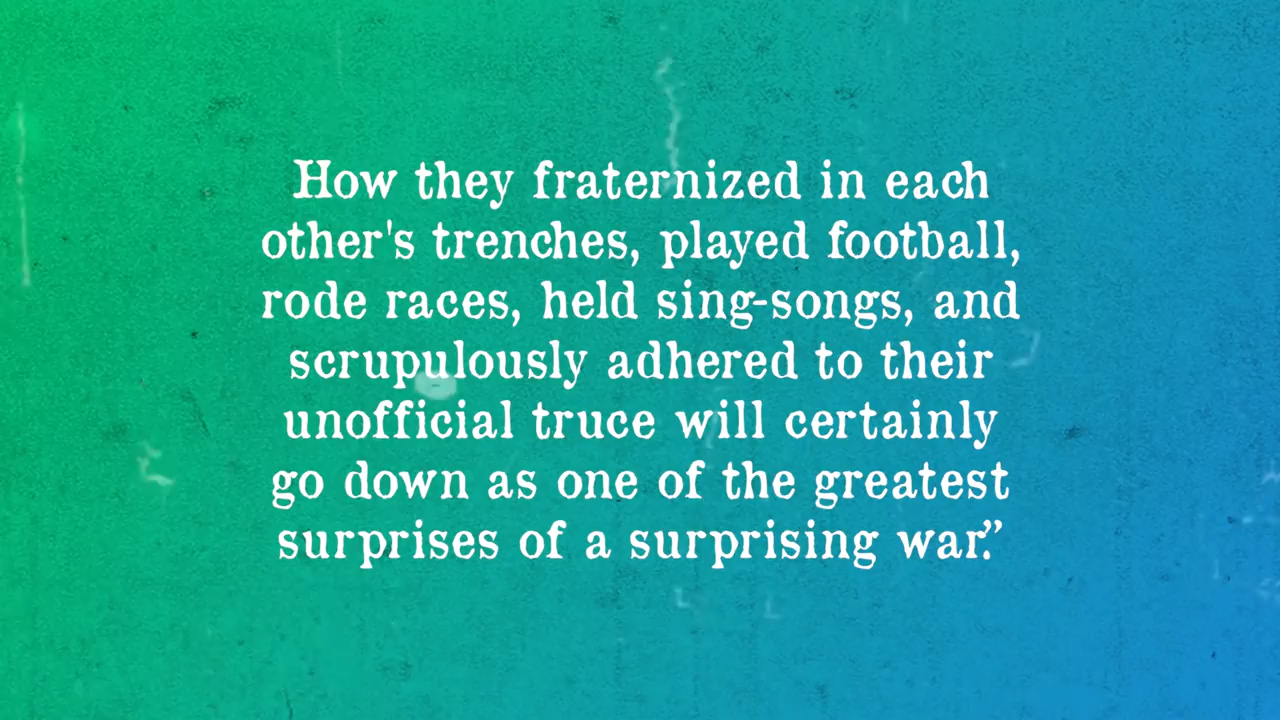 How they fraternized in each
other's trenches, played football,
rode races, held sing-songs, and
scrupulously adhered to their
unofficial truce will certainly
go down as one of the greatest
surprises of a surprising war.”